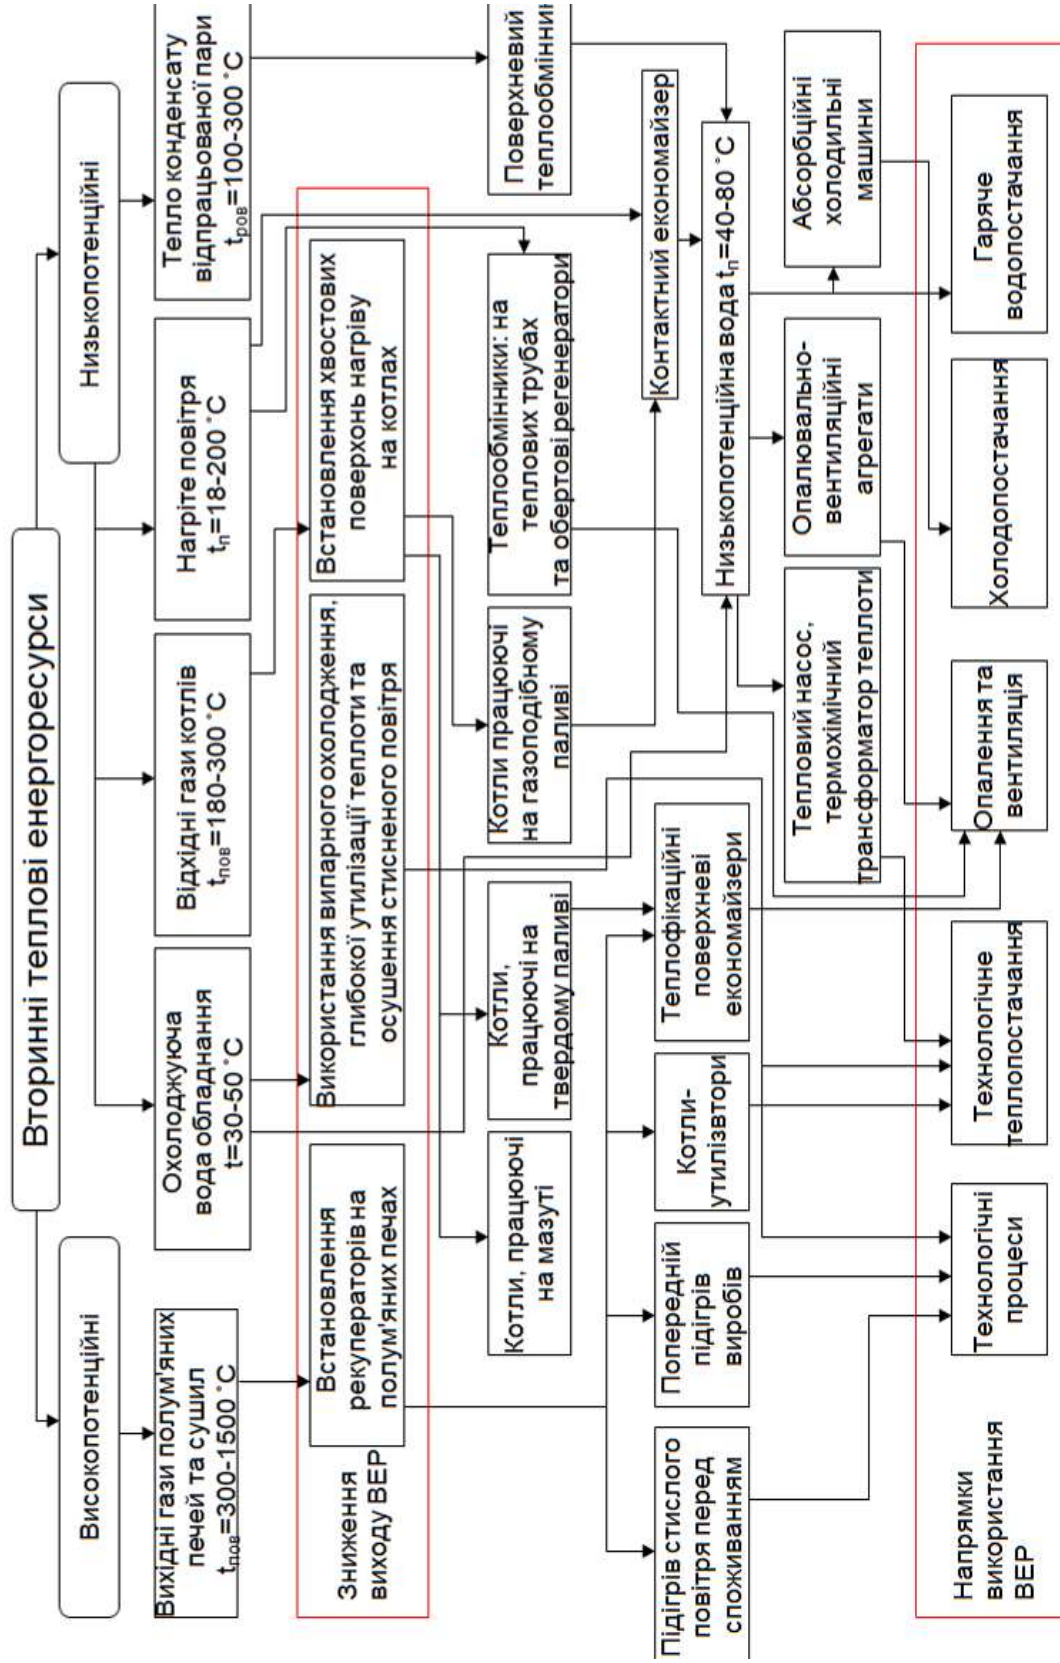 Вторинні теплові енергоресурси
Високопотенційні
Низькопотенційні
Вихідні гази полум'яних
печей та сушил
tпов=300-1500 ˚С
Охолоджуюча
вода обладнання
t=30-50 ˚С
Відхідні гази котлів
tпов=180-300 ˚С
Нагріте повітря
tп=18-200 ˚С
Тепло конденсату
відпрацьованої пари
tров=100-300 ˚С
Зниження
виходу ВЕР
Встановлення
рекуператорів на
полум'яних печах
Використання випарного охолодження,
глибокої утилізації теплоти та
осушення стисненого повітря
Встановлення хвостових
поверхонь нагріву
на котлах
Котли, працюючі
на мазуті
Котли,
працюючі на
твердому паливі
Котли працюючі
на газоподібному
паливі
Теплообмінники: на
теплових трубах
та обертові регенератори
Поверхневий
теплообмінник
Підігрів стислого
повітря перед
споживанням
Попередній
підігрів
виробів
Котли-
утилізвтори
Теплофікаційні
поверхневі
економайзери
Контактний економайзер
Низькопотенційна вода tп=40-80 ˚С
Тепловий насос,
термохімічний
трансформатор теплоти
Опалювально-
вентиляційні
агрегати
Абсорбційні
холодильні
машини
Напрямки
використання
ВЕР
Технологічні
процеси
Технологічне
теплопостачання
Опалення та
вентиляція
Холодопостачання
Гаряче
водопостачання